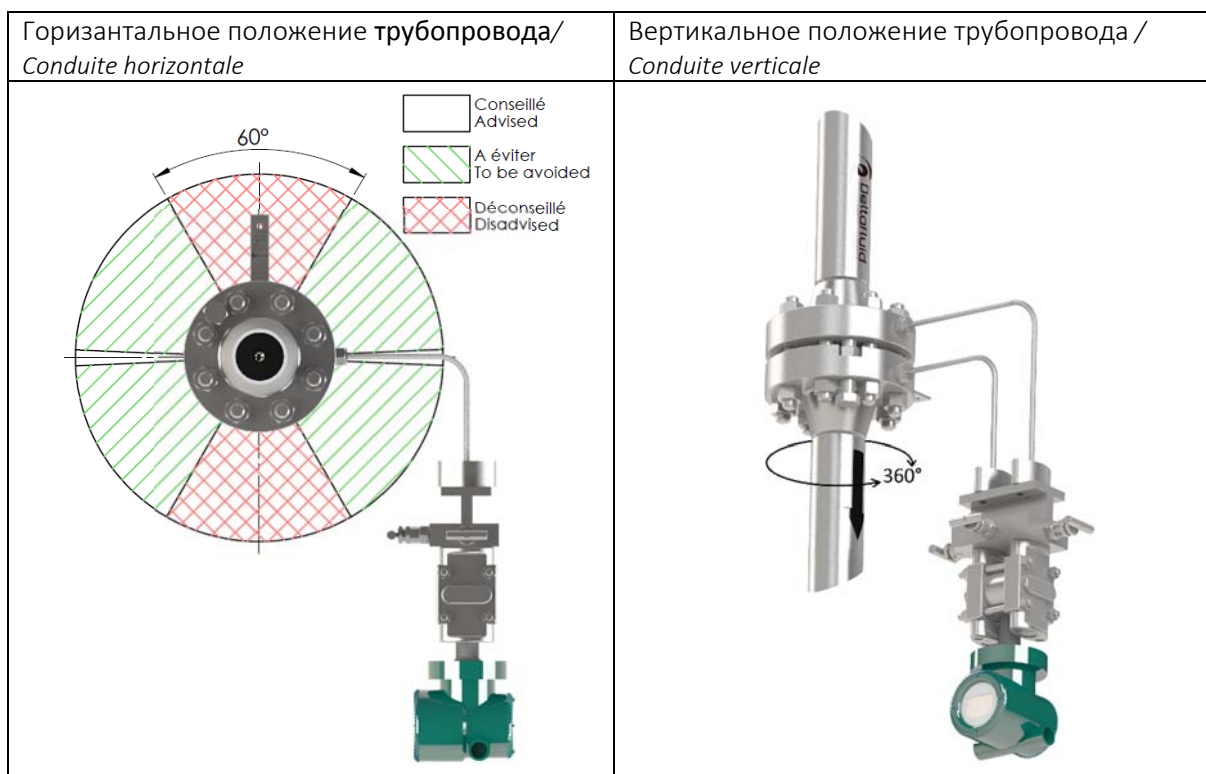 Горизантальное положение трубопровода/
Conduite horizontale
Вертикальное положение трубопровода /
Conduite verticale
Conseillé
Advised
A éviter
To be avoided
Déconseillé
Disadvised
60°
Deltafluid
360°